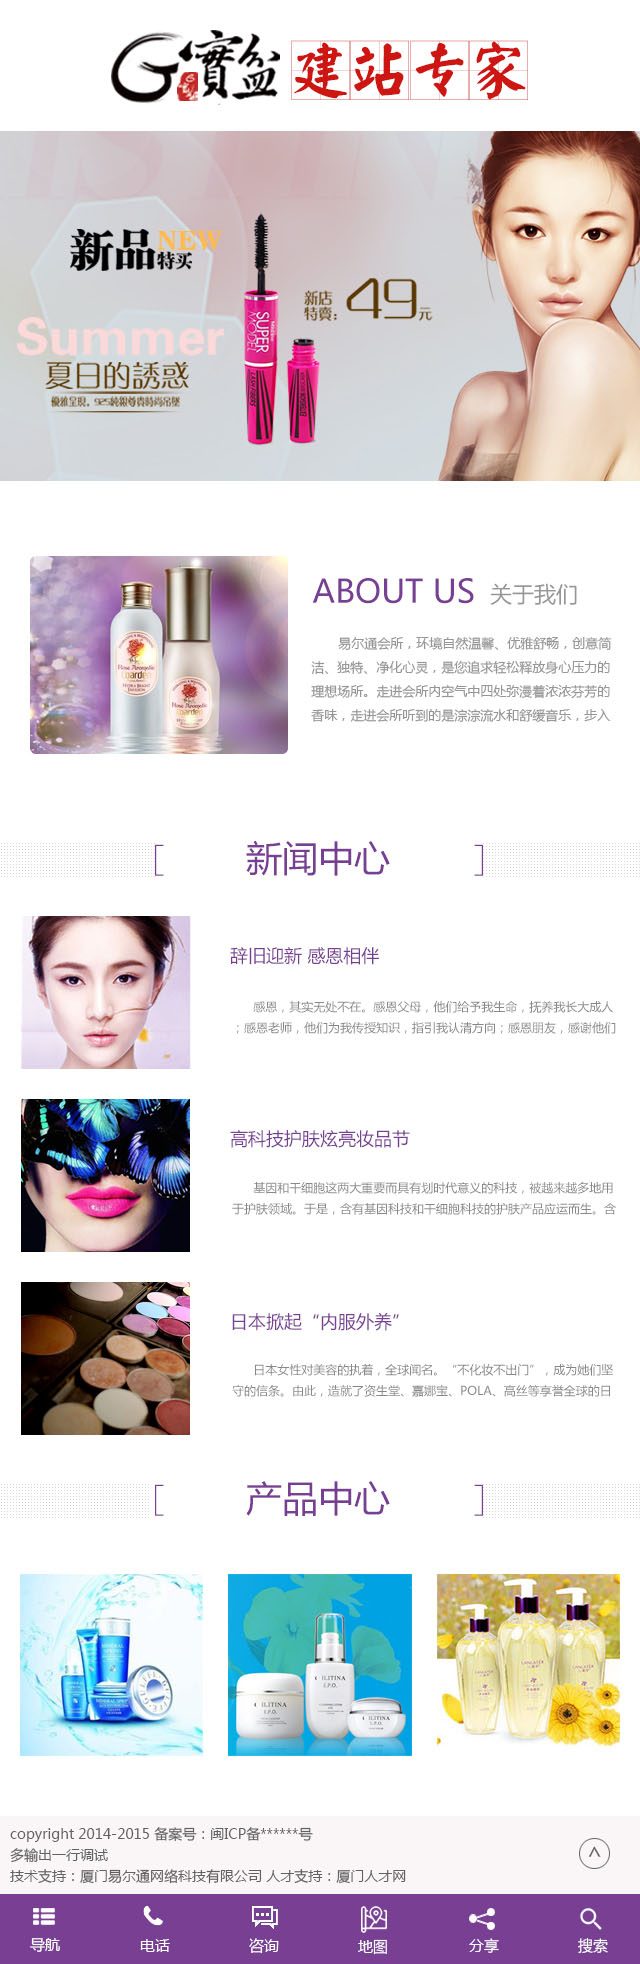 G寶盆 建站专家
新品NEW
特买
新店
特卖:49元
Summer
夏日的誘惑
優雅呈現。925純銀尊貴時尚吊墜
SUPER
MODEL
ABOUT US 关于我们
易尔通会所，环境自然温馨、优雅舒畅，创意简
洁、独特、净化心灵，是您追求轻松释放身心压力的
理想场所。走进会所内空气中四处弥漫着浓浓芬芳的
香味，走进会所听到的是淙淙流水和舒缓音乐，步入
[ 新闻中心 ]
辞旧迎新 感恩相伴
感恩，其实无处不在。感恩父母，他们给予我生命，抚养我长大成人
；感恩老师，他们为我传授知识，指引我认清方向；感恩朋友，感谢他们
高科技护肤炫亮妆品节
基因和干细胞这两大重要而具有划时代意义的科技，被越来越多地用
于护肤领域。于是，含有基因科技和干细胞科技的护肤产品应运而生。含
日本掀起“内服外养”
日本女性对美容的执着，全球闻名。“不化妆不出门”，成为她们坚
守的信条。由此，造就了资生堂、嘉娜宝、POLA、高丝等享誉全球的日
[ 产品中心 ]
MINERAL
ILITINA
I.P.O.
ILITINA
I.P.O.
ILITINA
I.P.O.
copyright 2014-2015 备案号：闽ICP备******号
多输出一行调试
技术支持：厦门易尔通网络科技有限公司 人才支持：厦门人才网
导航 电话 咨询 地图 分享 搜索